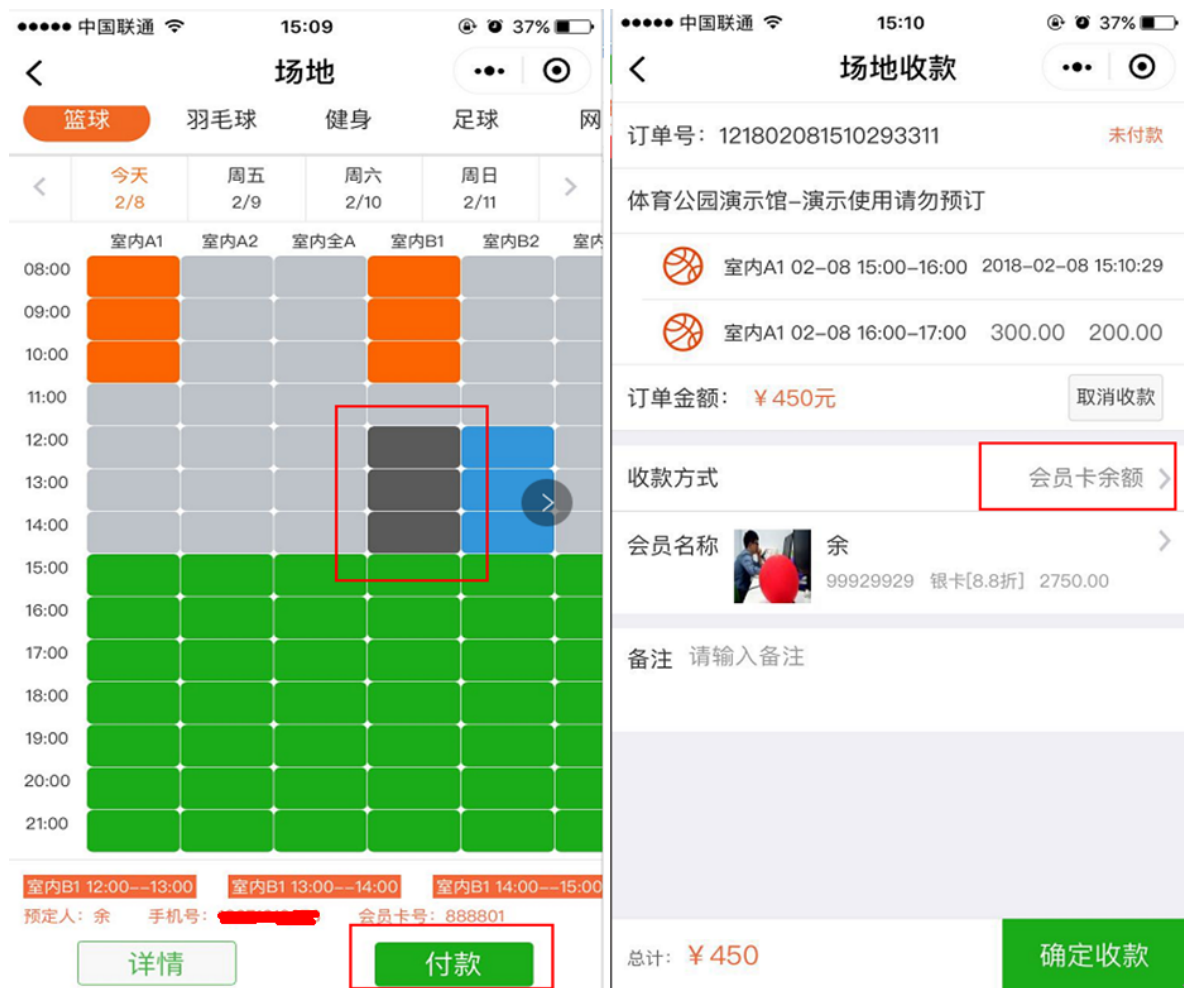 中国联通 15:09 37%
场地
篮球 羽毛球 健身 足球 网
今天 周五 周六 周日
2/8 2/9 2/10 2/11
室内A1 室内A2 室内全A 室内B1 室内B2 室内
08:00
09:00
10:00
11:00
12:00
13:00
14:00
15:00
16:00
17:00
18:00
19:00
20:00
21:00
室内B1 12:00--13:00 室内B1 13:00--14:00 室内B1 14:00--15:00
预定人：余 手机号： 会员卡号：888801
详情 付款
中国联通 15:10 37%
场地收款
订单号：121802081510293311 未付款
体育公园演示馆–演示使用请勿预订
室内A1 02–08 15:00–16:00 2018–02–08 15:10:29
室内A1 02–08 16:00–17:00 300.00 200.00
订单金额： ￥450元 取消收款
收款方式 会员卡余额
会员名称 余
99929929 银卡[8.8折] 2750.00
备注 请输入备注
总计：￥450 确定收款